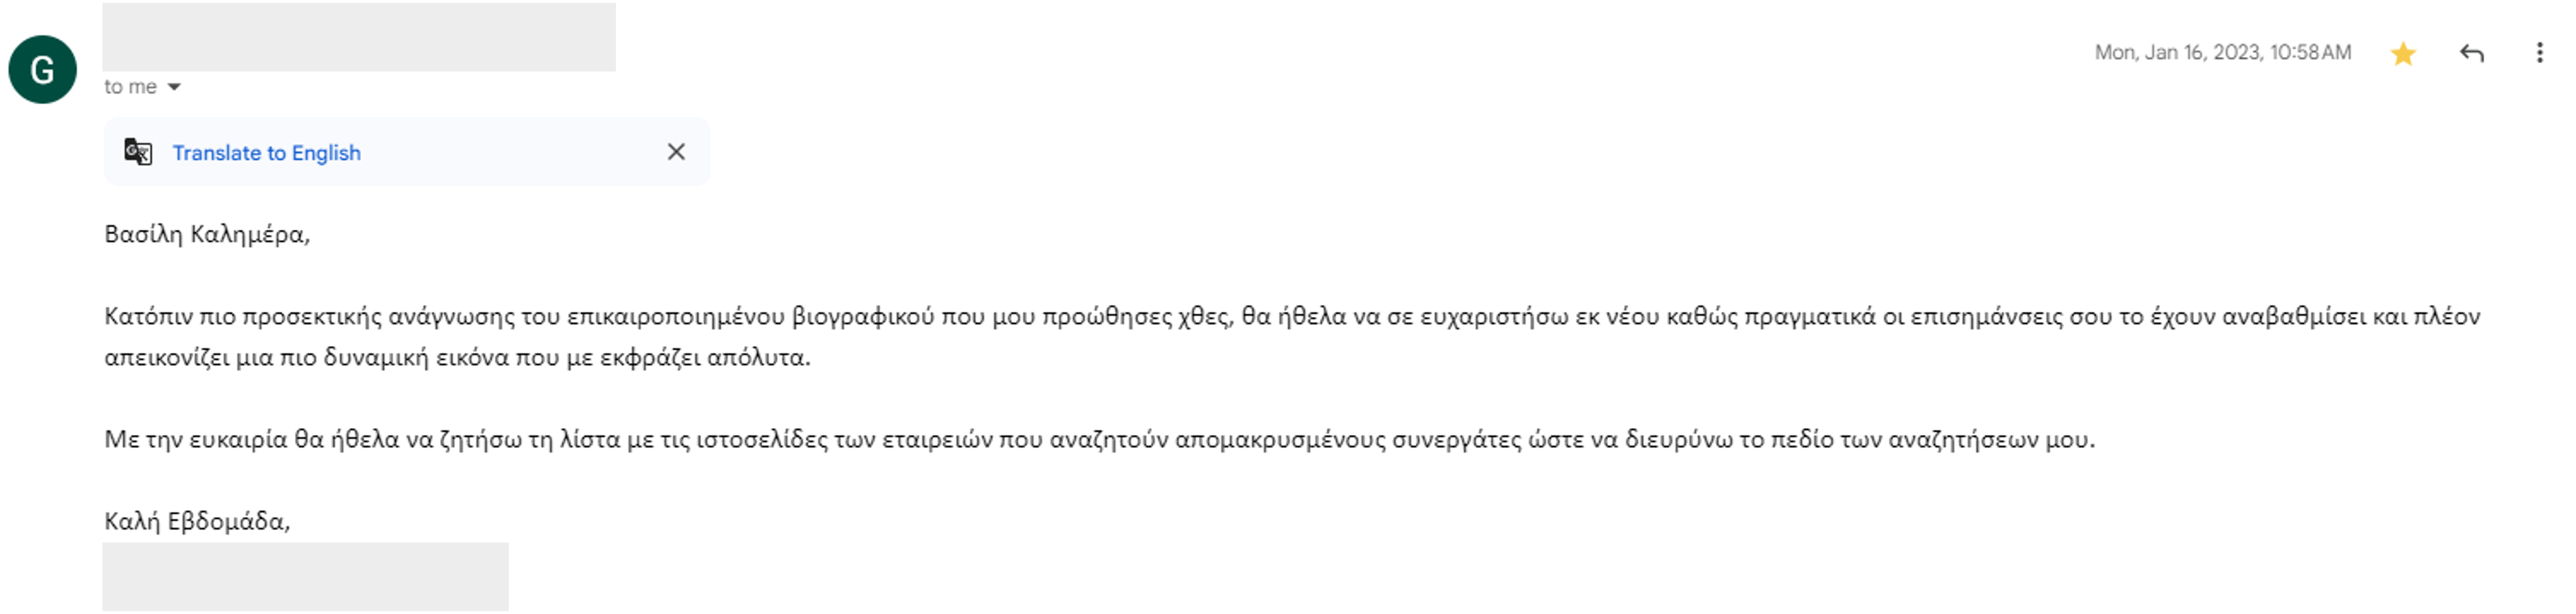 G
Mon, Jan 16, 2023, 10:58 AM
to me
Translate to English
Βασίλη Καλημέρα,
Κατόπιν πιο προσεκτικής ανάγνωσης του επικαιροποιημένου βιογραφικού που μου προώθησες χθες, θα ήθελα να σε ευχαριστήσω εκ νέου καθώς πραγματικά οι επισημάνσεις σου το έχουν αναβαθμίσει και πλέον
απεικονίζει μια πιο δυναμική εικόνα που με εκφράζει απόλυτα.
Με την ευκαιρία θα ήθελα να ζητήσω τη λίστα με τις ιστοσελίδες των εταιρειών που αναζητούν απομακρυσμένους συνεργάτες ώστε να διευρύνω το πεδίο των αναζητήσεων μου.
Καλή Εβδομάδα,